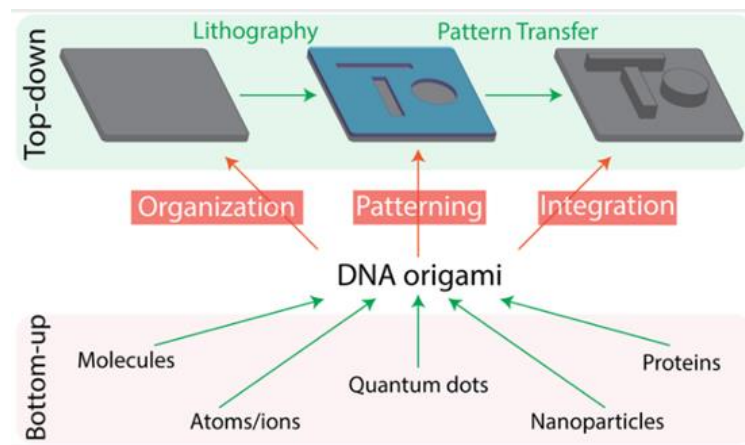 Top-down
Lithography
Pattern Transfer
Organization
Patterning
Integration
DNA origami
Bottom-up
Molecules
Atoms/ions
Quantum dots
Nanoparticles
Proteins